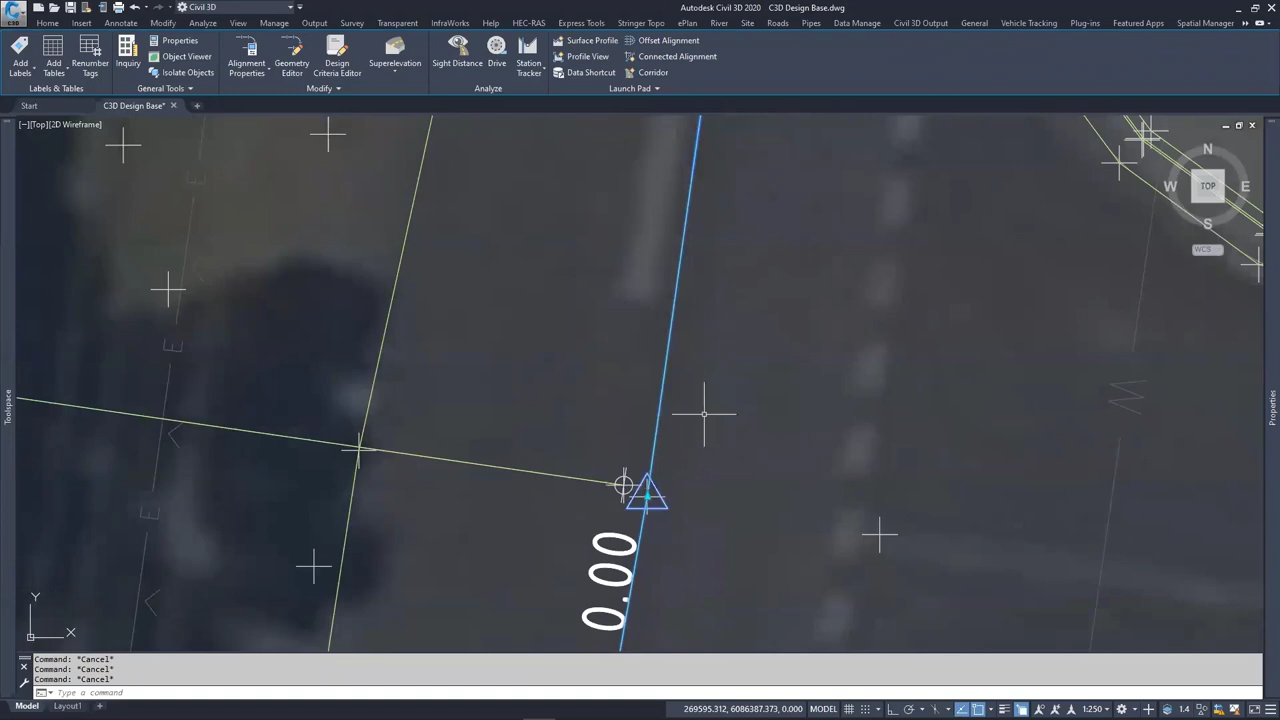 C3D
Civil 3D
Autodesk Civil 3D 2020 C3D Design Base.dwg
Home Insert Annotate Modify Analyze View Manage Output Survey Transparent InfraWorks Help HEC-RAS Express Tools Stringer Topo ePlan River Site Roads Pipes Data Manage Civil 3D Output General Vehicle Tracking Plug-ins Featured Apps Spatial Manager
Add Labels
Add Tables
Renumber Tags
Labels & Tables
Inquiry
Properties
Object Viewer
Isolate Objects
General Tools
Alignment Properties
Geometry Editor
Design Criteria Editor
Superelevation
Modify
Sight Distance
Drive
Station Tracker
Analyze
Surface Profile
Profile View
Data Shortcut
Offset Alignment
Connected Alignment
Corridor
Launch Pad
Start
C3D Design Base*
[−][Top][2D Wireframe]
N
W TOP E
S
WCS
E
E
W
V
V
V
0.00
Toolspace
Properties
Y
X
Command: *Cancel*
Command: *Cancel*
Command: *Cancel*
Type a command
Model Layout1
269595.312, 6086387.373, 0.000 MODEL 1:250 1.4